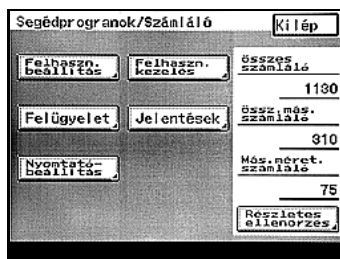 Segédprogranok/Számláló
Kilép
Felhaszn.
beállítás
Felhaszn.
kezelés
Felügyelet
Jelentések
Nyomtató-
beállítás
összes
számláló
1130
össz.más.
számláló
310
Más.méret.
számláló
75
Részletes
ellenőrzés